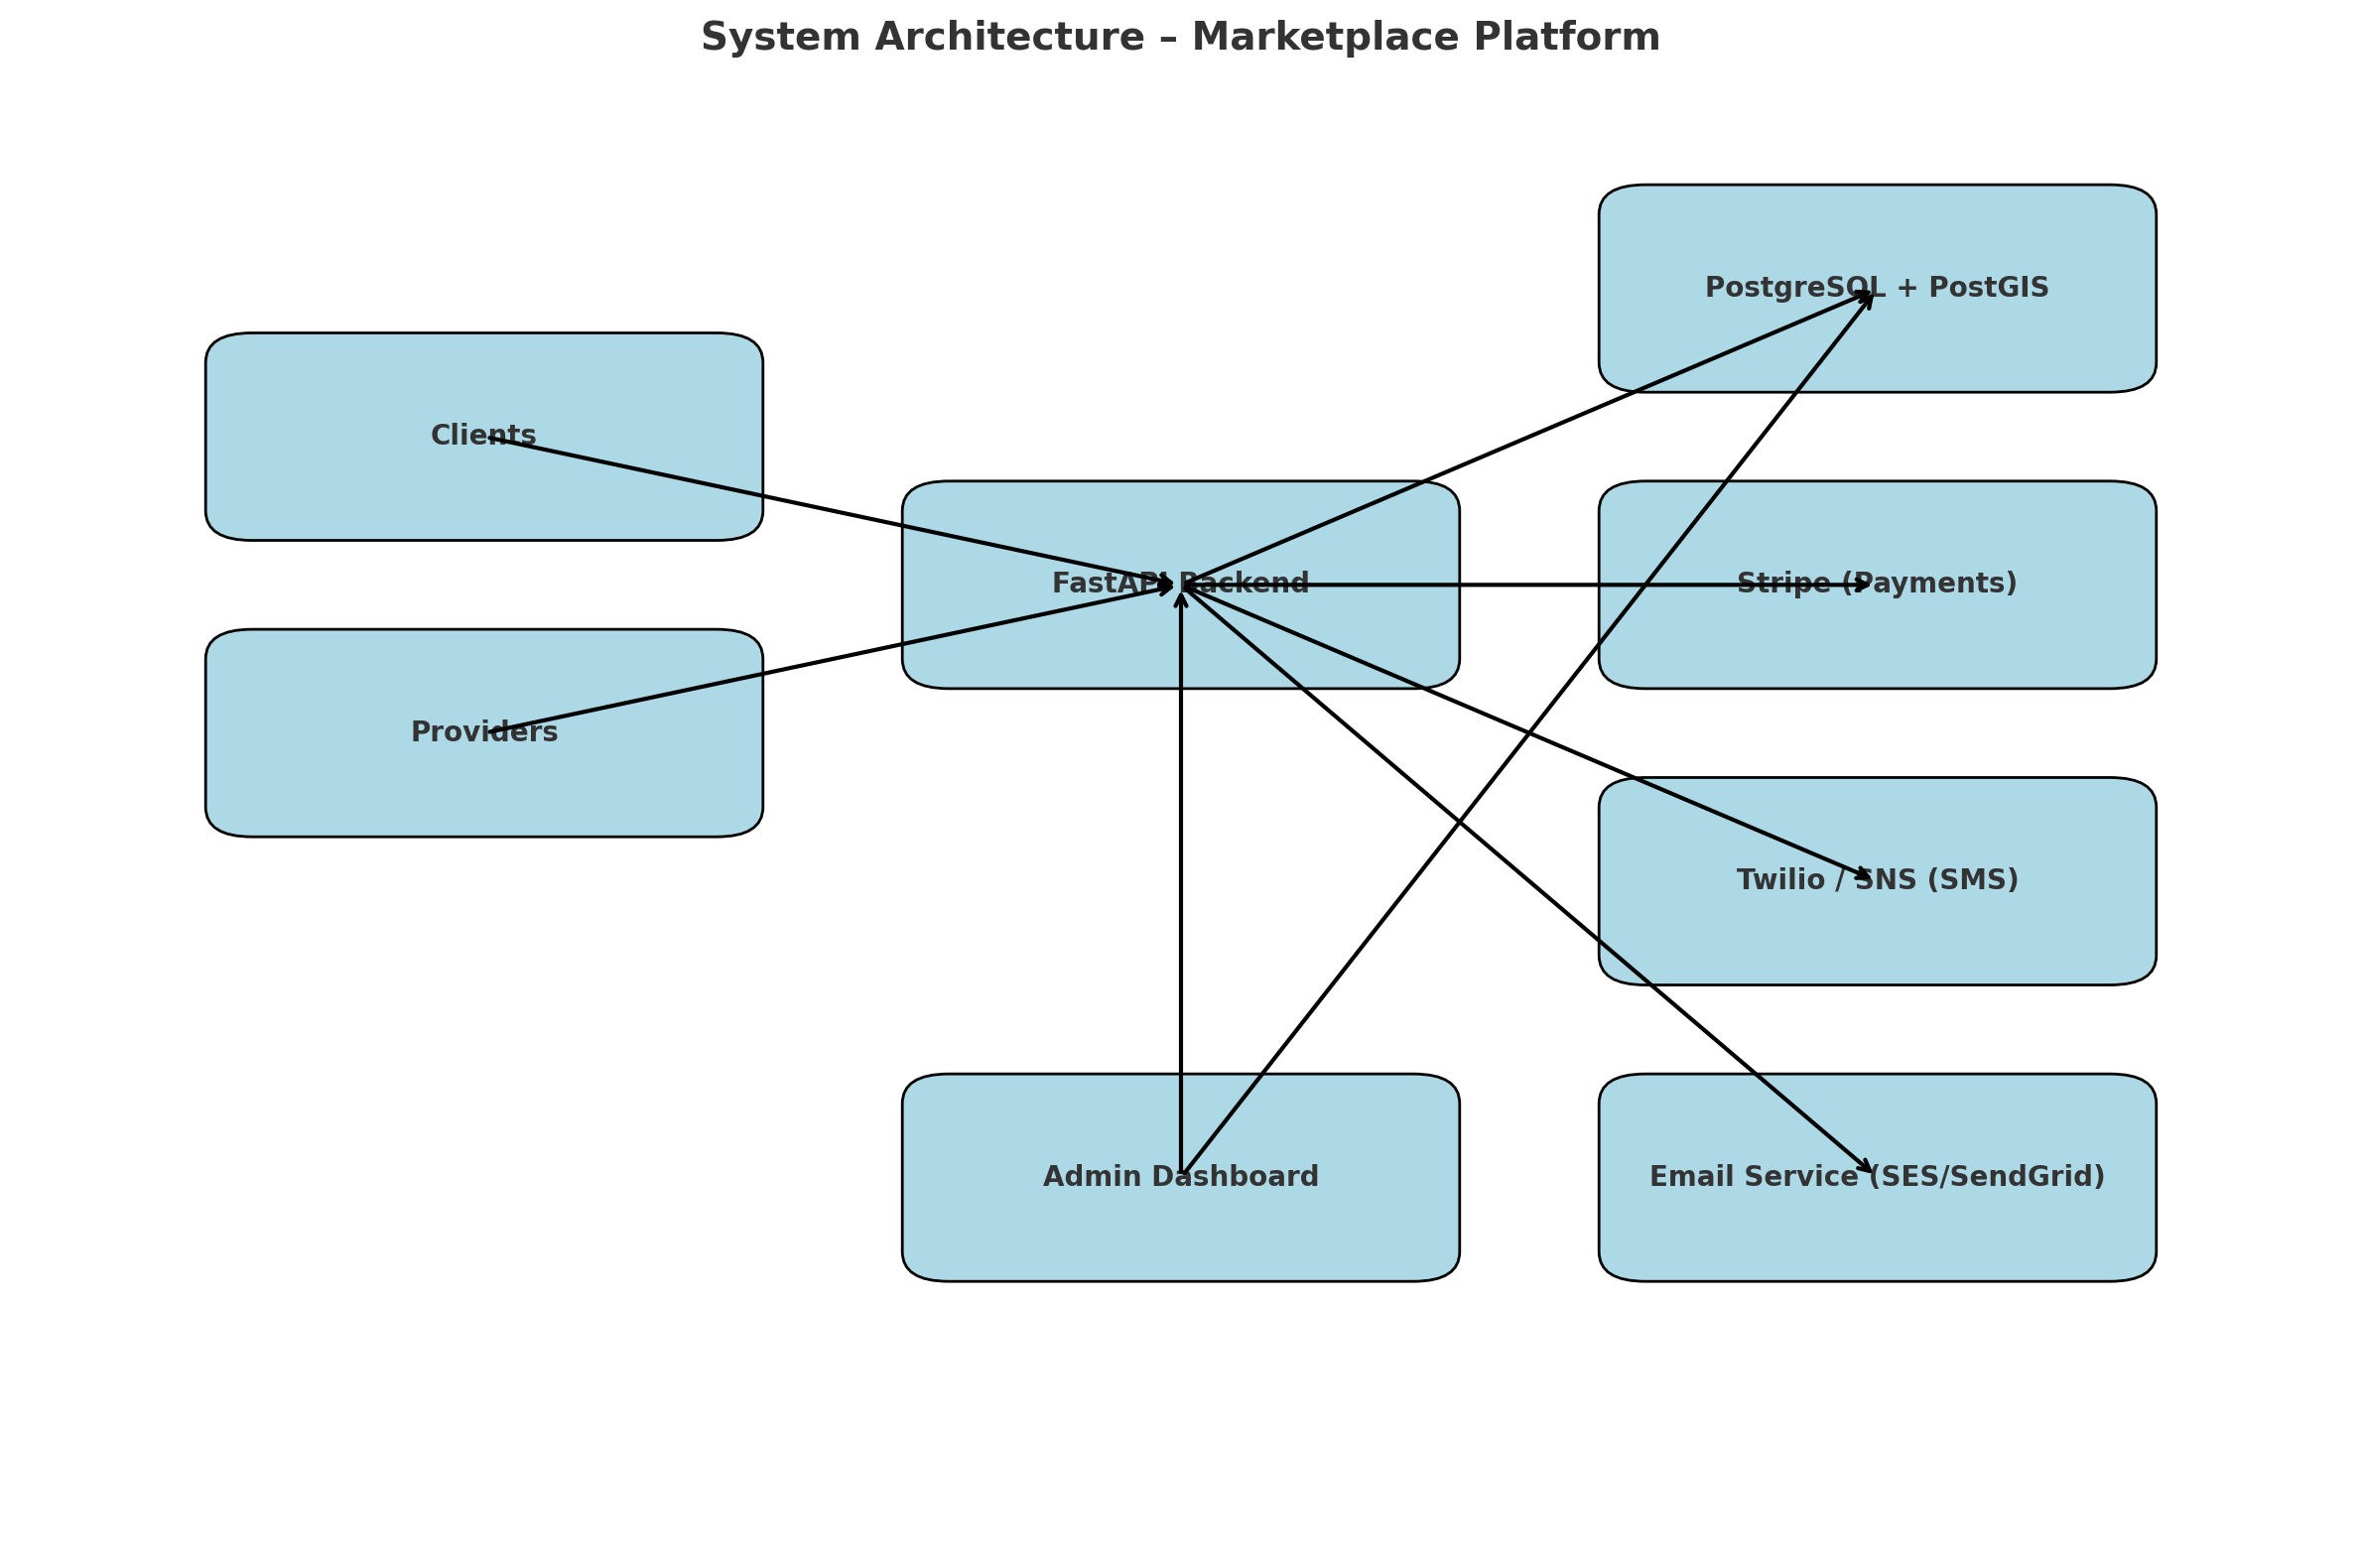 System Architecture – Marketplace Platform
PostgreSQL + PostGIS
Clients
FastAPI Backend
Stripe (Payments)
Providers
Twilio / SNS (SMS)
Admin Dashboard
Email Service (SES/SendGrid)